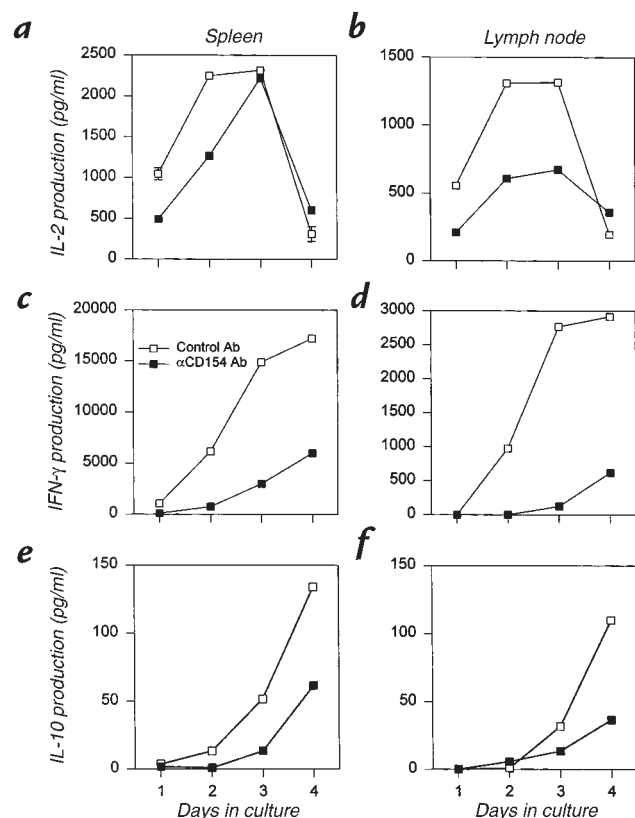 a
Spleen
IL-2 production (pg/ml)
2500
2000
1500
1000
500
0
b
Lymph node
1500
1000
500
0
c
IFN-γ production (pg/ml)
20000
15000
10000
5000
0
Control Ab
αCD154 Ab
d
3000
2500
2000
1500
1000
500
0
e
IL-10 production (pg/ml)
150
100
50
0
1 2 3 4
Days in culture
f
150
100
50
0
1 2 3 4
Days in culture